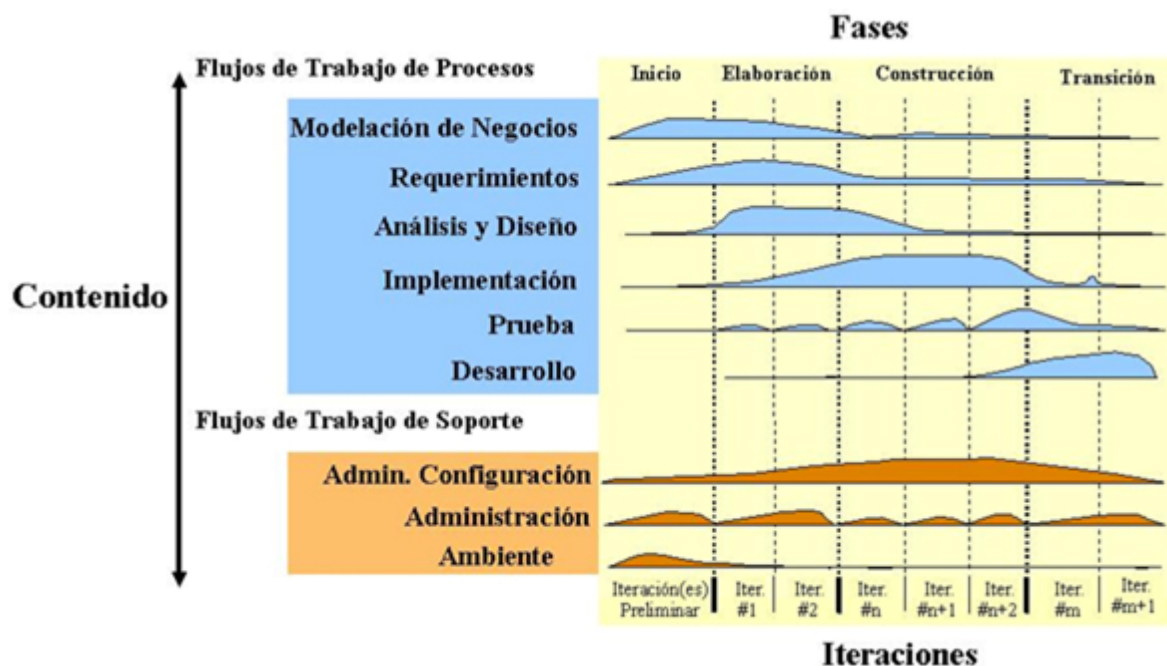 Fases
Flujos de Trabajo de Procesos
Inicio Elaboración Construcción Transición
Modelación de Negocios
Requerimientos
Análisis y Diseño
Implementación
Contenido
Prueba
Desarrollo
Flujos de Trabajo de Soporte
Admin. Configuración
Administración
Ambiente
Iteración(es) Preliminar
Iter. #1
Iter. #2
Iter. #n
Iter. #n+1
Iter. #n+2
Iter. #m
Iter. #m+1
Iteraciones